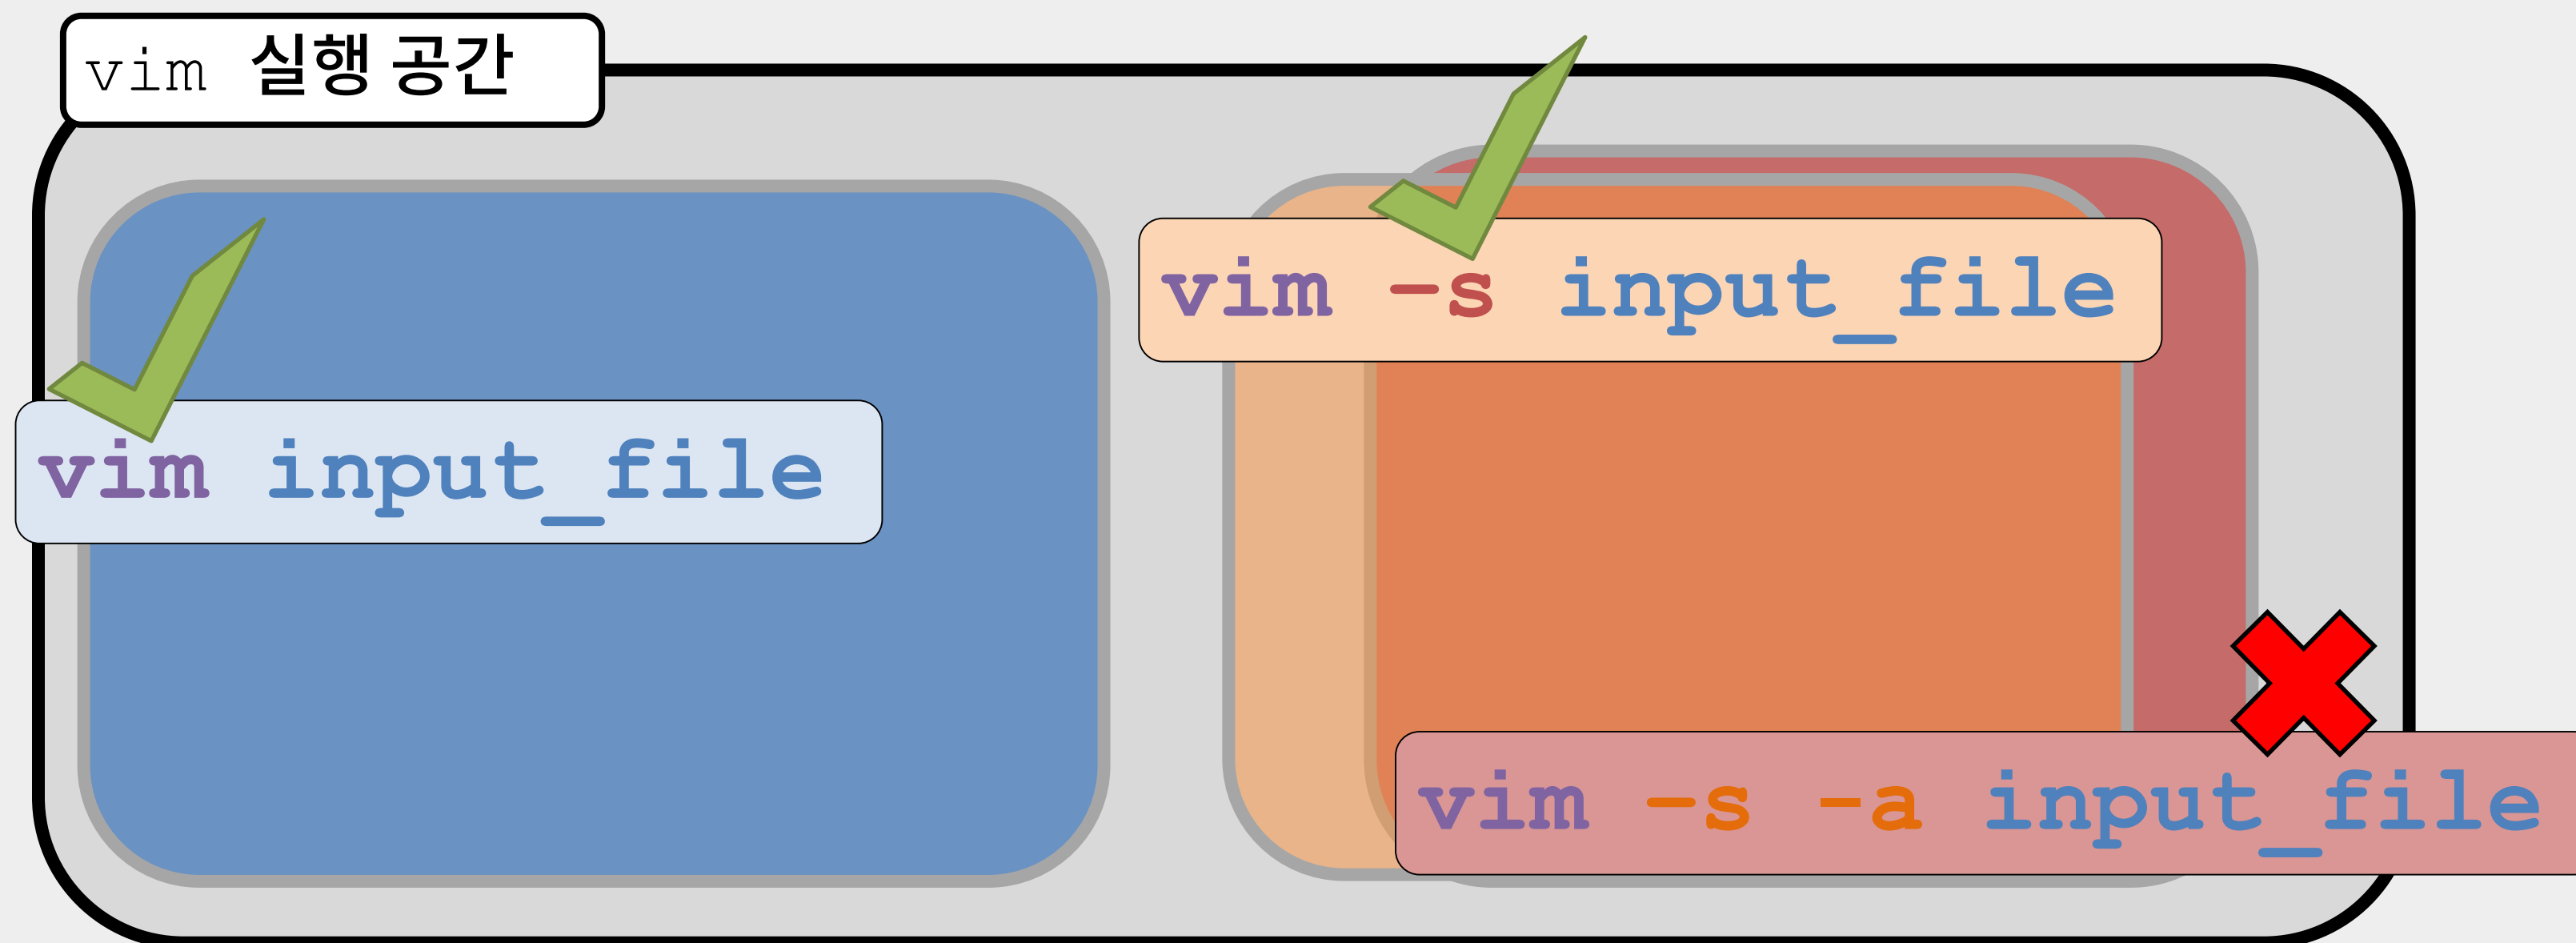 vim 실행 공간
vim -s input_file
vim input_file
vim -s -a input_file